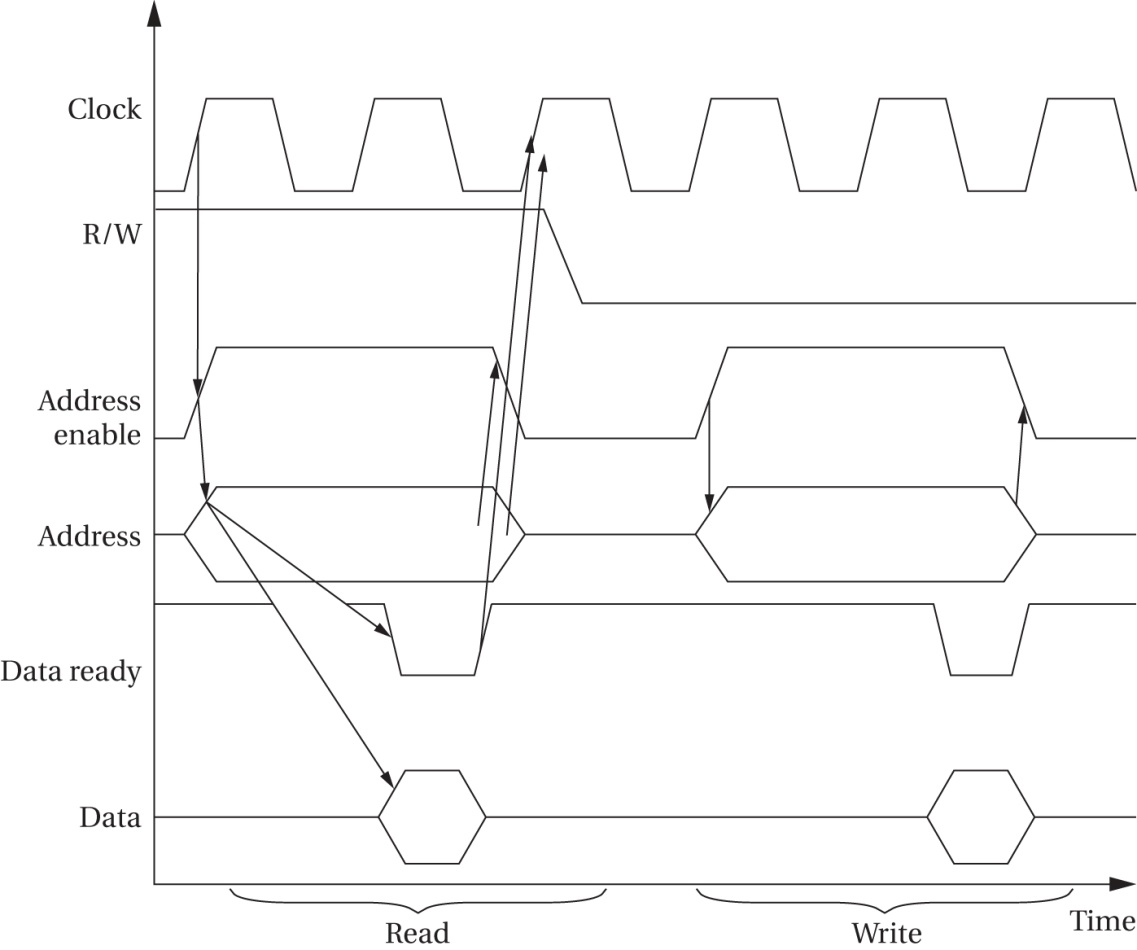 Clock
R/W
Address
enable
Address
Data ready
Data
Read
Write
Time